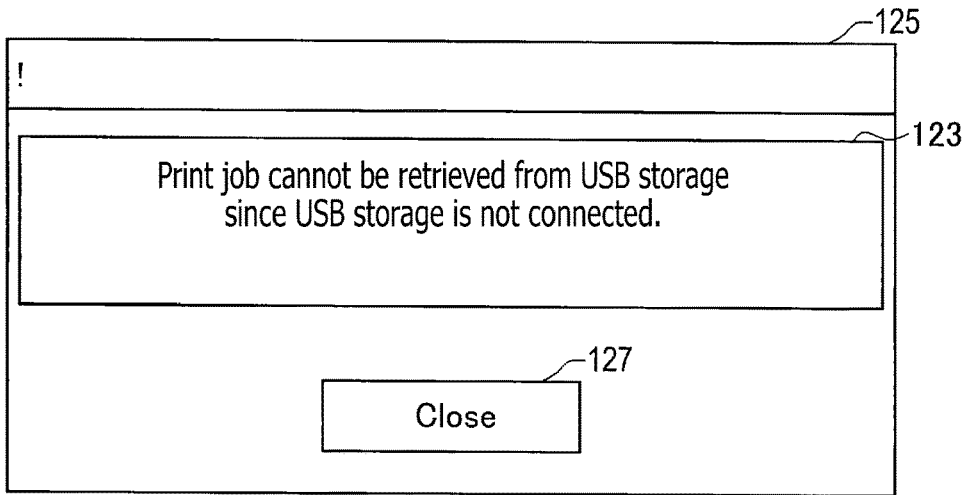 125
!
123
Print job cannot be retrieved from USB storage
since USB storage is not connected.
127
Close